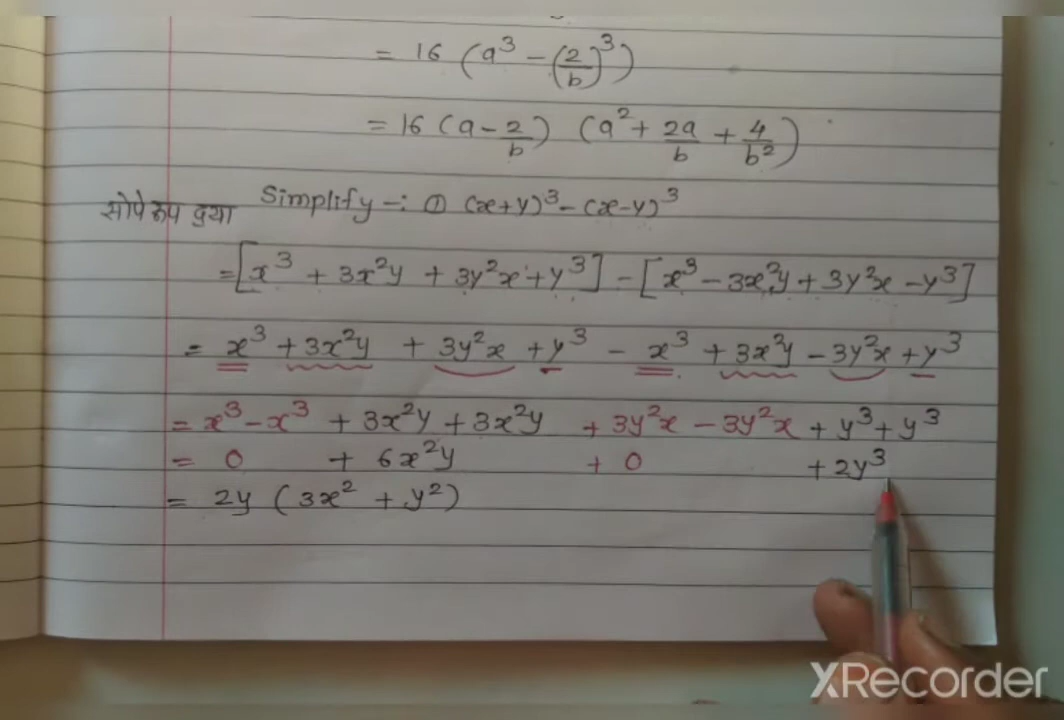 = 16 (a³ - (2/b)³)
= 16 (a - 2/b) (a² + 2a/b + 4/b²)
सोपे रूप द्या Simplify -: ① (x+y)³ - (x-y)³
= [x³ + 3x²y + 3y²x + y³] - [x³ - 3x²y + 3y²x - y³]
= x³ + 3x²y + 3y²x + y³ - x³ + 3x²y - 3y²x + y³
= x³ - x³ + 3x²y + 3x²y + 3y²x - 3y²x + y³ + y³
= 0 + 6x²y + 0 + 2y³
= 2y (3x² + y²)
XRecorder